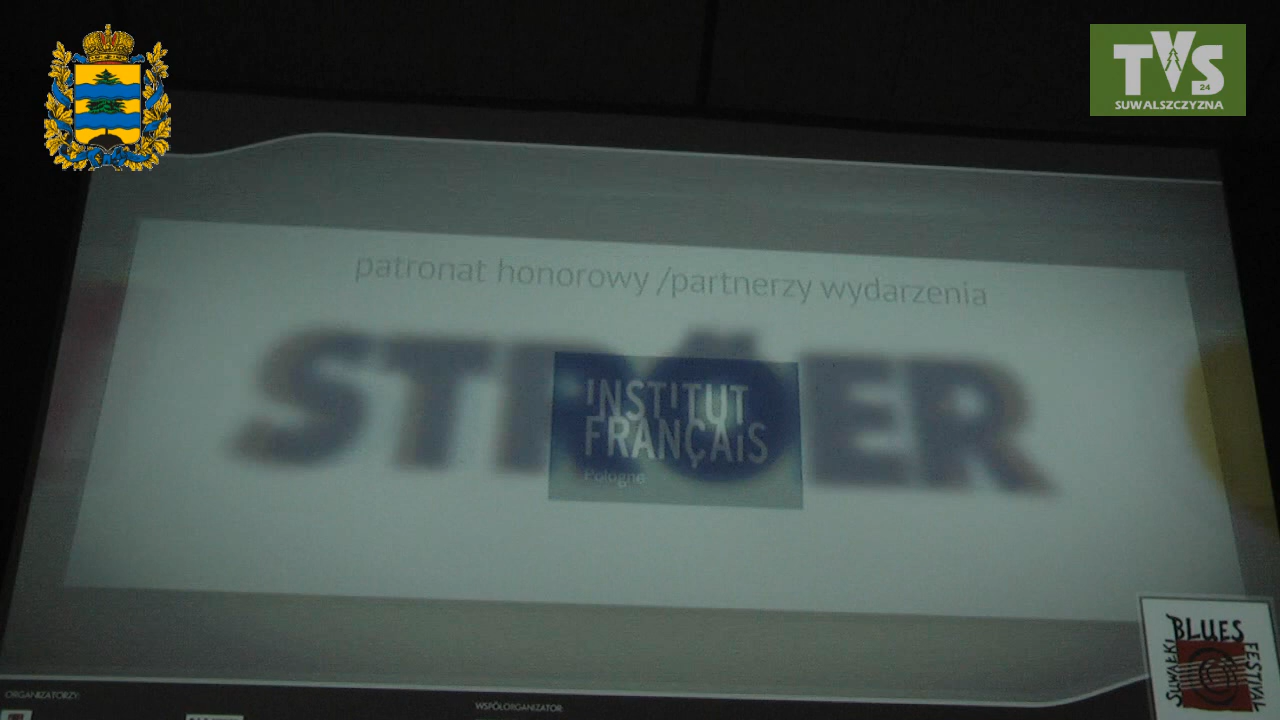 TVS
24
SUWALSZCZYZNA
patronat honorowy /partnerzy wydarzenia
STRÖER
INSTITUT
FRANÇAIS
Pologne
SUWAŁKI
BLUES
FESTIVAL
ORGANIZATORZY:
WSPÓŁORGANIZATOR: